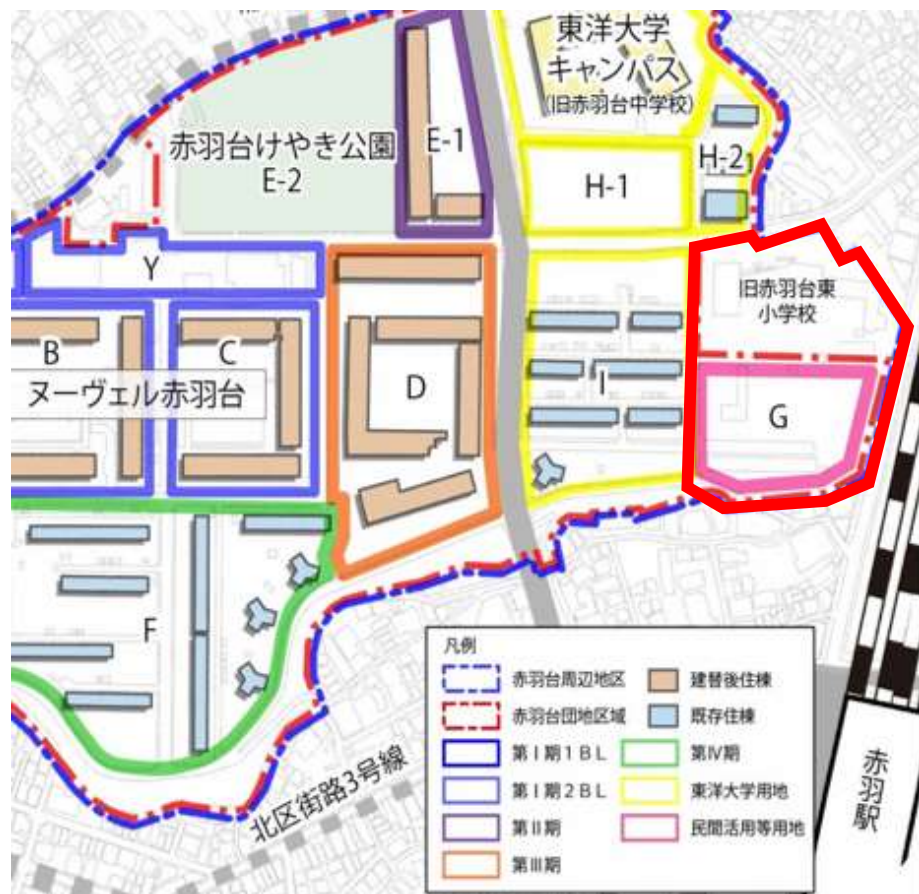 東洋大学
キャンパス
(旧赤羽台中学校)
赤羽台けやき公園
E-2
E-1
H-1
H-2
Y
旧赤羽台東
小学校
B
C
D
I
G
ヌーヴェル赤羽台
F
北区街路3号線
赤羽駅
凡例
赤羽台周辺地区
建替後住棟
赤羽台団地区域
既存住棟
第Ⅰ期1BL
第Ⅳ期
第Ⅰ期2BL
東洋大学用地
第Ⅱ期
民間活用等用地
第Ⅲ期